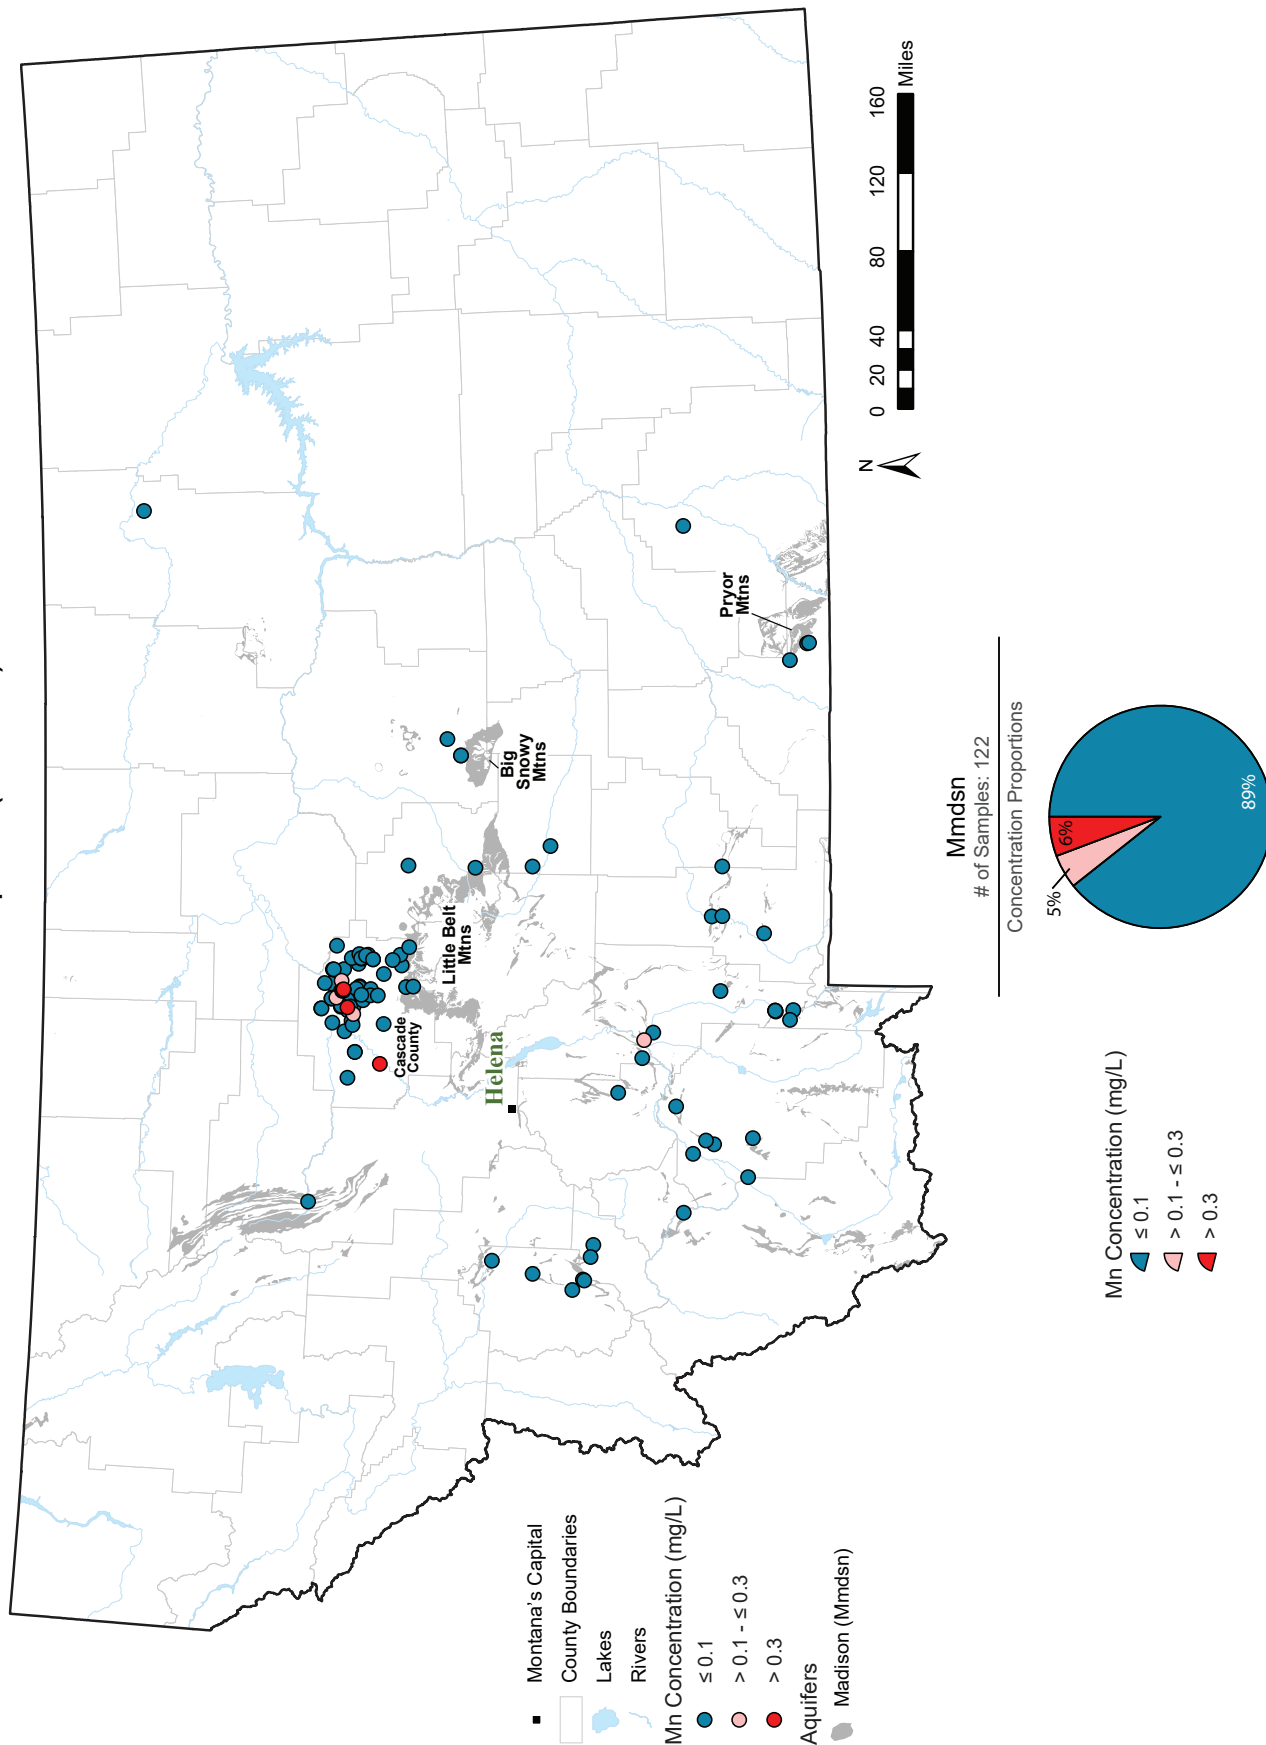 Cascade
County
Little Belt
Mtns
Big
Snowy
Mtns
Helena
Pryor
Mtns
Montana's Capital
County Boundaries
Lakes
Rivers
Mn Concentration (mg/L)
≤ 0.1
> 0.1 - ≤ 0.3
> 0.3
Aquifers
Madison (Mmdsn)
N
0 20 40 80 120 160
Miles
Mmdsn
# of Samples: 122
Concentration Proportions
5%
6%
89%
Mn Concentration (mg/L)
≤ 0.1
> 0.1 - ≤ 0.3
> 0.3